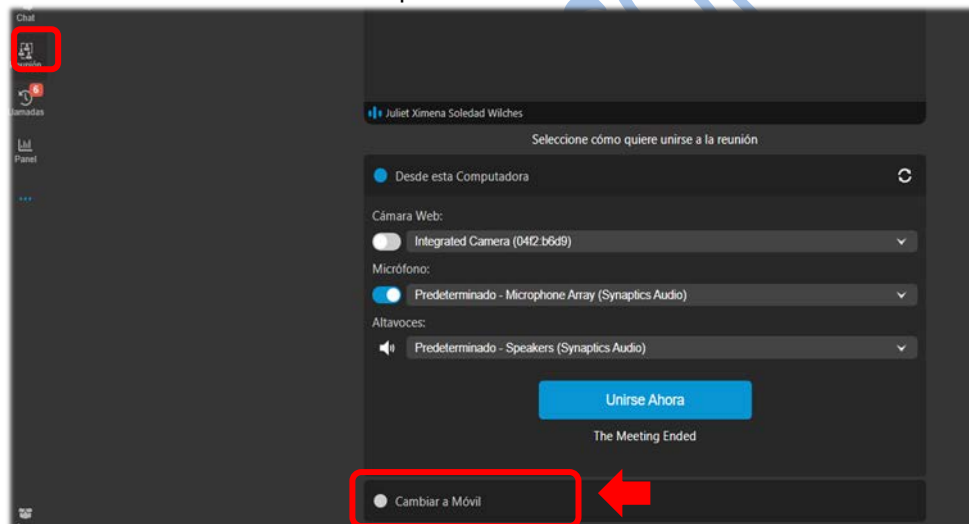 Chat
Reunión
6
Llamadas
Panel
Juliet Ximena Soledad Wilches
Seleccione cómo quiere unirse a la reunión
Desde esta Computadora
Cámara Web:
Integrated Camera (04f2:b6d9)
Micrófono:
Predeterminado - Microphone Array (Synaptics Audio)
Altavoces:
Predeterminado - Speakers (Synaptics Audio)
Unirse Ahora
The Meeting Ended
Cambiar a Móvil